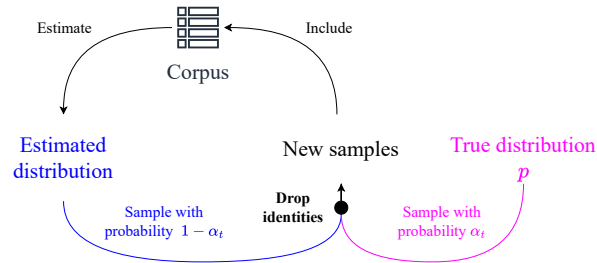 Estimate
Include
Corpus
Estimated
distribution
New samples
True distribution
p
Drop
identities
Sample with
probability 1 − αₜ
Sample with
probability αₜ